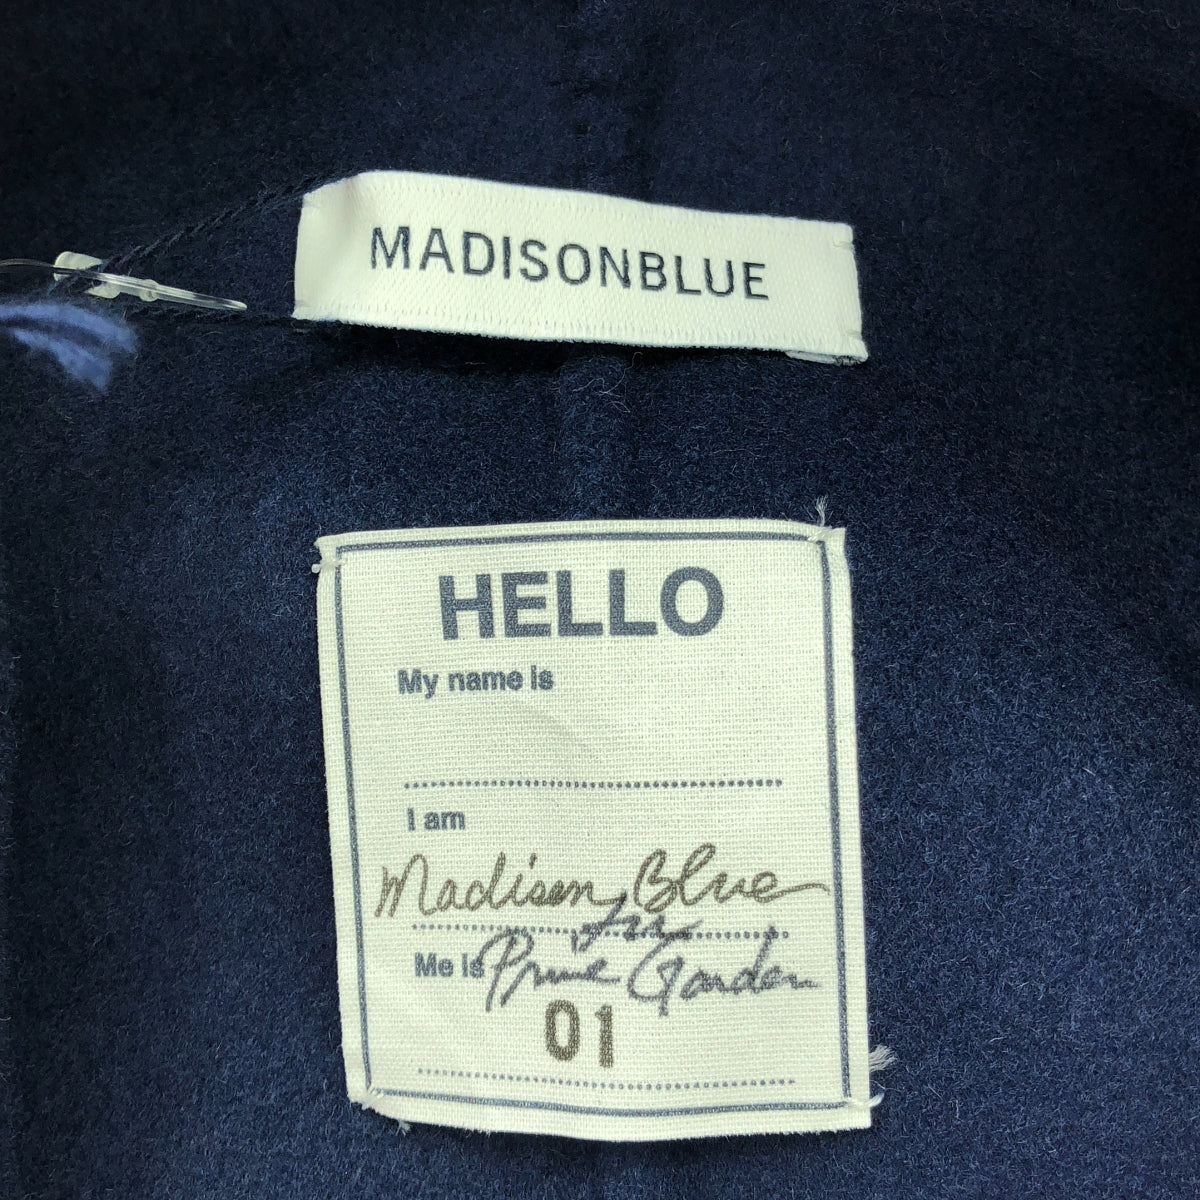 MADISONBLUE
HELLO
My name is
I am
Madison Blue
for
Me is Prime Garden
01